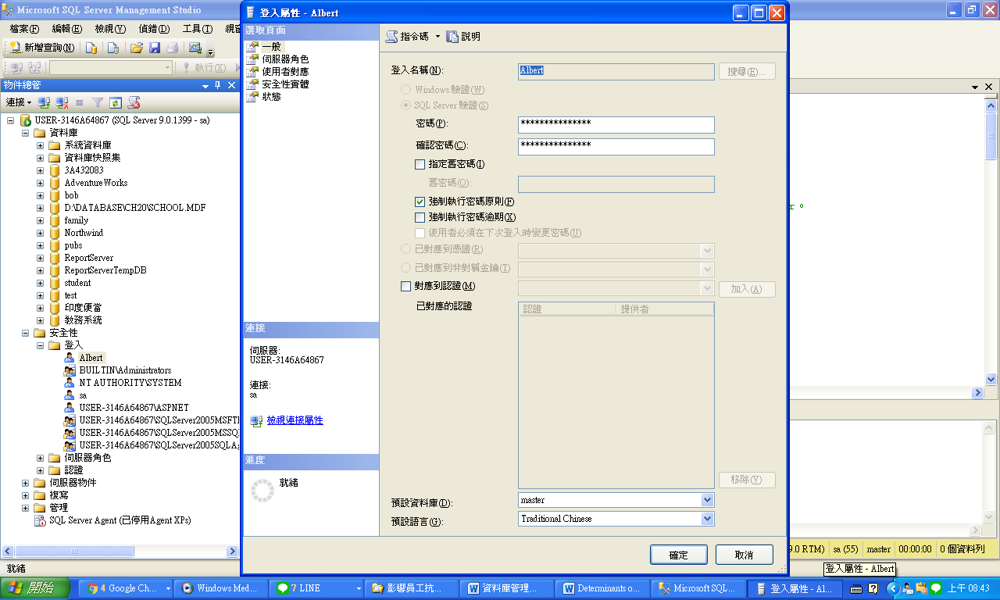 Microsoft SQL Server Management Studio
檔案(F) 編輯(E) 檢視(V) 偵錯(D) 工具(T) 視窗
新增查詢(N)
執行(X)
物件總管
連接
USER-3146A64867 (SQL Server 9.0.1399 - sa)
資料庫
系統資料庫
資料庫快照集
3A432083
AdventureWorks
bob
D:\DATABASE\CH20\SCHOOL.MDF
family
Northwind
pubs
ReportServer
ReportServerTempDB
student
test
印度便當
教務系統
安全性
登入
Albert
BUILTIN\Administrators
NT AUTHORITY\SYSTEM
sa
USER-3146A64867\ASPNET
USER-3146A64867\SQLServer2005MSFTE
USER-3146A64867\SQLServer2005MSSQ
USER-3146A64867\SQLServer2005SQLA
伺服器角色
認證
伺服器物件
複寫
管理
SQL Server Agent (已停用Agent XPs)
就緒
登入屬性 - Albert
選取頁面
一般
伺服器角色
使用者對應
安全性實體
狀態
連接
伺服器:
USER-3146A64867
連接:
sa
檢視連接屬性
進度
就緒
指令碼 說明
登入名稱(N): Albert 搜尋(E)...
Windows 驗證(W)
SQL Server 驗證(S)
密碼(P): ***************
確認密碼(C): ***************
指定舊密碼(I)
舊密碼(O):
強制執行密碼原則(F)
強制執行密碼逾期(X)
使用者必須在下次登入時變更密碼(U)
已對應到憑證(R)
已對應到非對稱金鑰(T)
對應到認證(M) 加入(A)
已對應的認證 認證 提供者
移除(V)
預設資料庫(D): master
預設語言(G): Traditional Chinese
確定 取消
r。
9.0 RTM) sa (55) master 00:00:00 0 個資料列
登入屬性 - Albert
開始 4 Google Ch... Windows Med... 7 LINE 影響員工抗... 資料庫管理... Determinants o... Microsoft SQL... 登入屬性 - Al... 上午 08:43